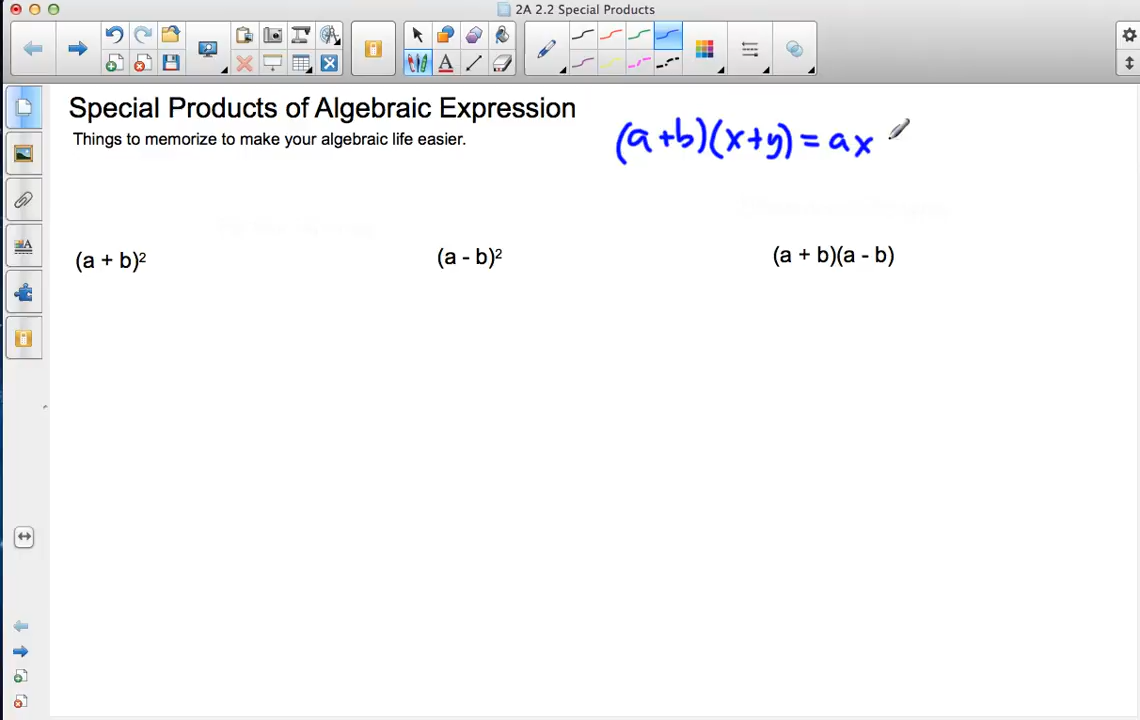 2A 2.2 Special Products
Special Products of Algebraic Expression
Things to memorize to make your algebraic life easier.
(a+b)(x+y) = ax
(a + b)²
(a - b)²
(a + b)(a - b)